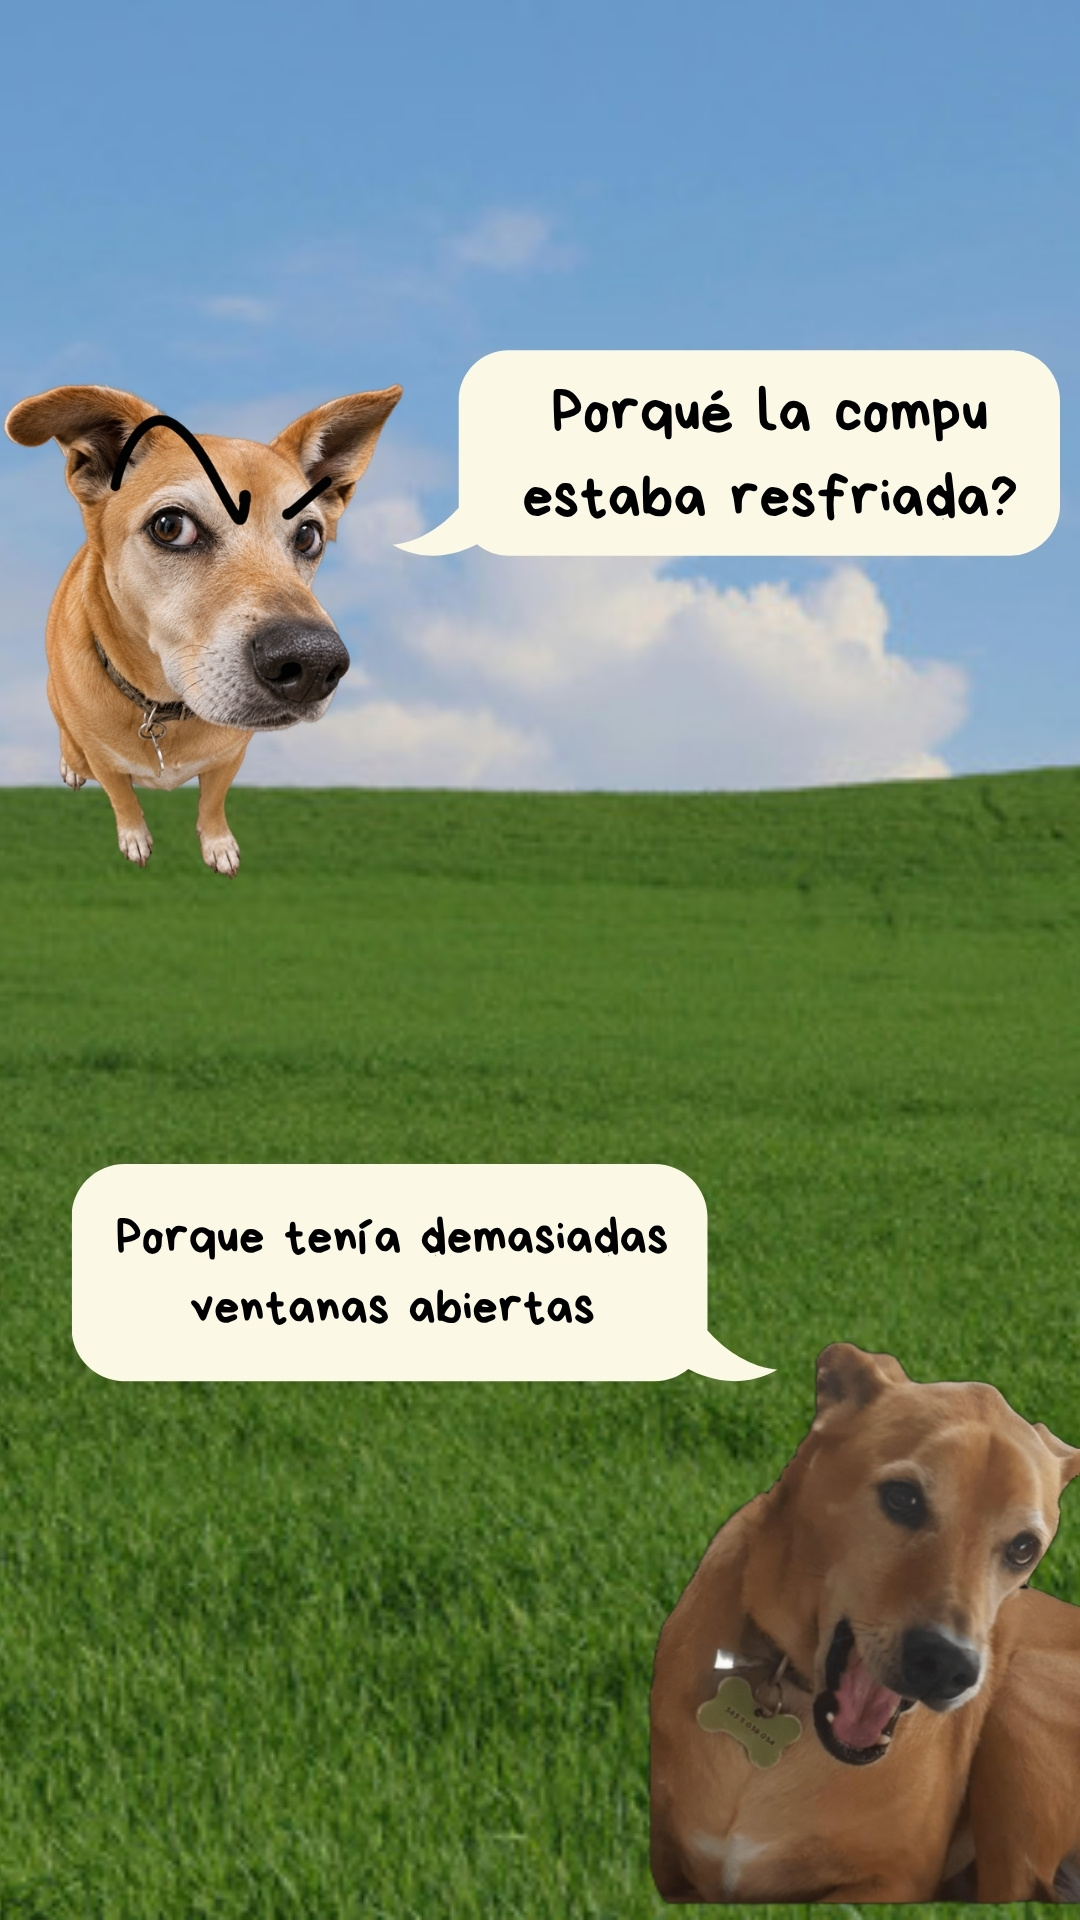 Porqué la compu
estaba resfriada?
Porque tenía demasiadas
ventanas abiertas